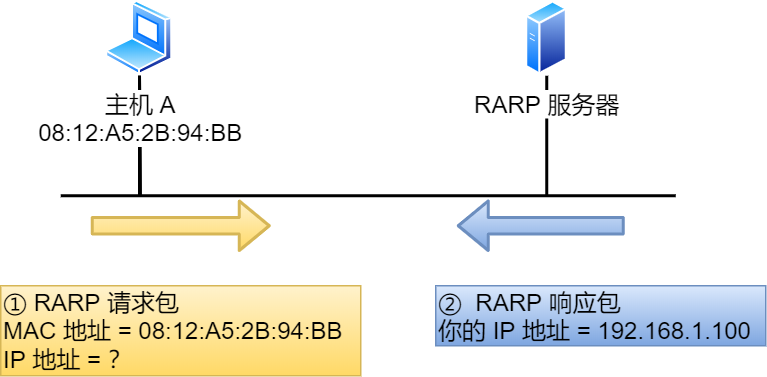 主机 A
08:12:A5:2B:94:BB
RARP 服务器
① RARP 请求包
MAC 地址 = 08:12:A5:2B:94:BB
IP 地址 = ？
② RARP 响应包
你的 IP 地址 = 192.168.1.100